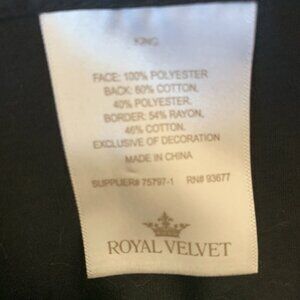 KING
FACE: 100% POLYESTER
BACK: 60% COTTON,
40% POLYESTER,
BORDER: 54% RAYON,
46% COTTON,
EXCLUSIVE OF DECORATION
MADE IN CHINA
SUPPLIER# 75797-1 RN# 93677
ROYAL VELVET